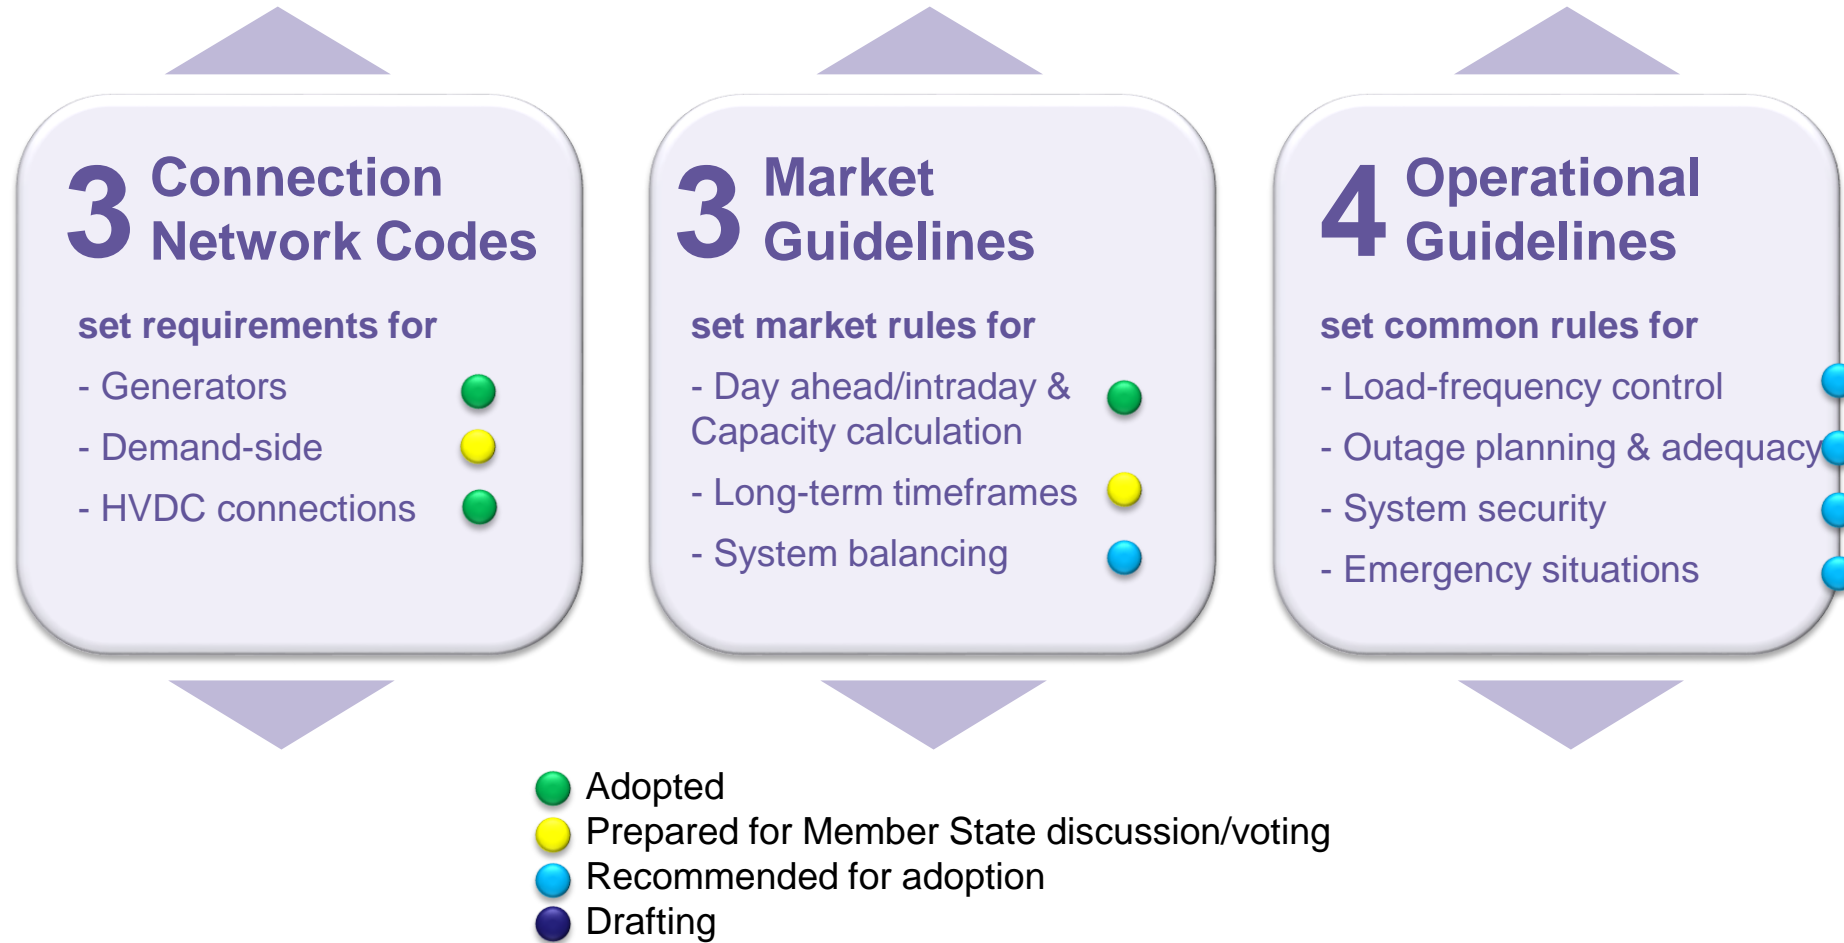 3 Connection
Network Codes
set requirements for
- Generators
- Demand-side
- HVDC connections
3 Market
Guidelines
set market rules for
- Day ahead/intraday &
Capacity calculation
- Long-term timeframes
- System balancing
4 Operational
Guidelines
set common rules for
- Load-frequency control
- Outage planning & adequacy
- System security
- Emergency situations
Adopted
Prepared for Member State discussion/voting
Recommended for adoption
Drafting